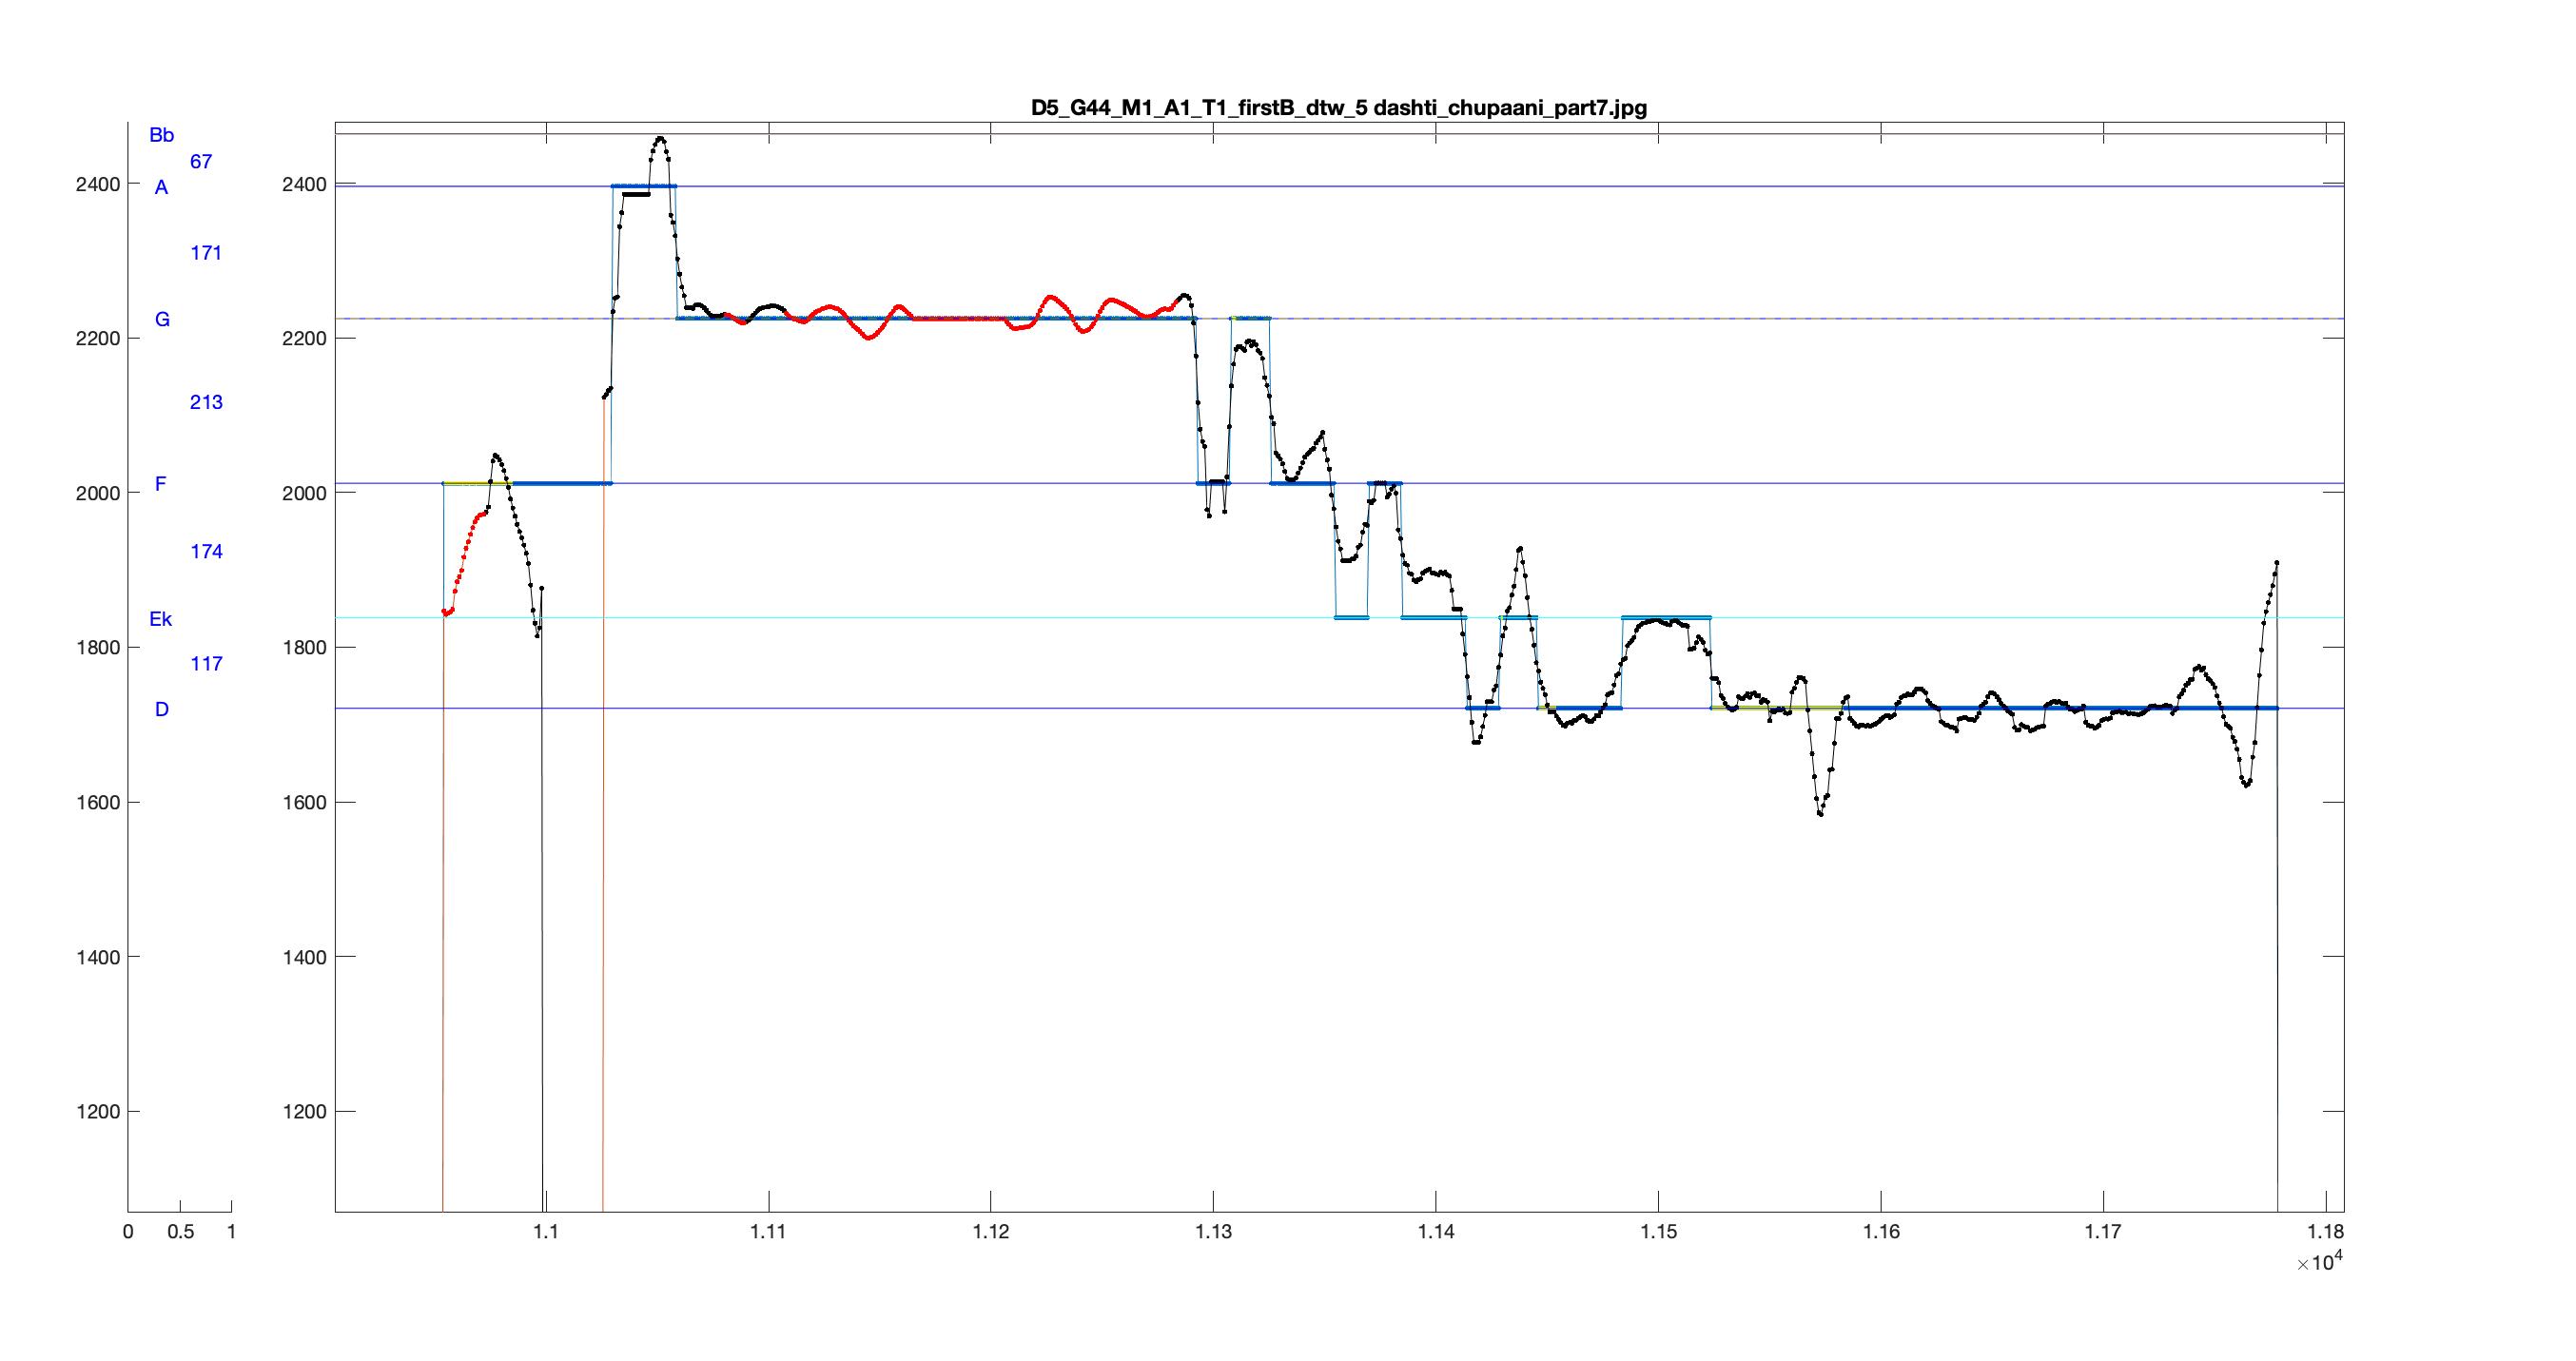 D5_G44_M1_A1_T1_firstB_dtw_5 dashti_chupaani_part7.jpg
Bb
67
2400 A 2400
171
G
2200 2200
213
2000 F 2000
174
Ek
1800 1800
117
D
1600 1600
1400 1400
1200 1200
0 0.5 1 1.1 1.11 1.12 1.13 1.14 1.15 1.16 1.17 1.18
×10⁴